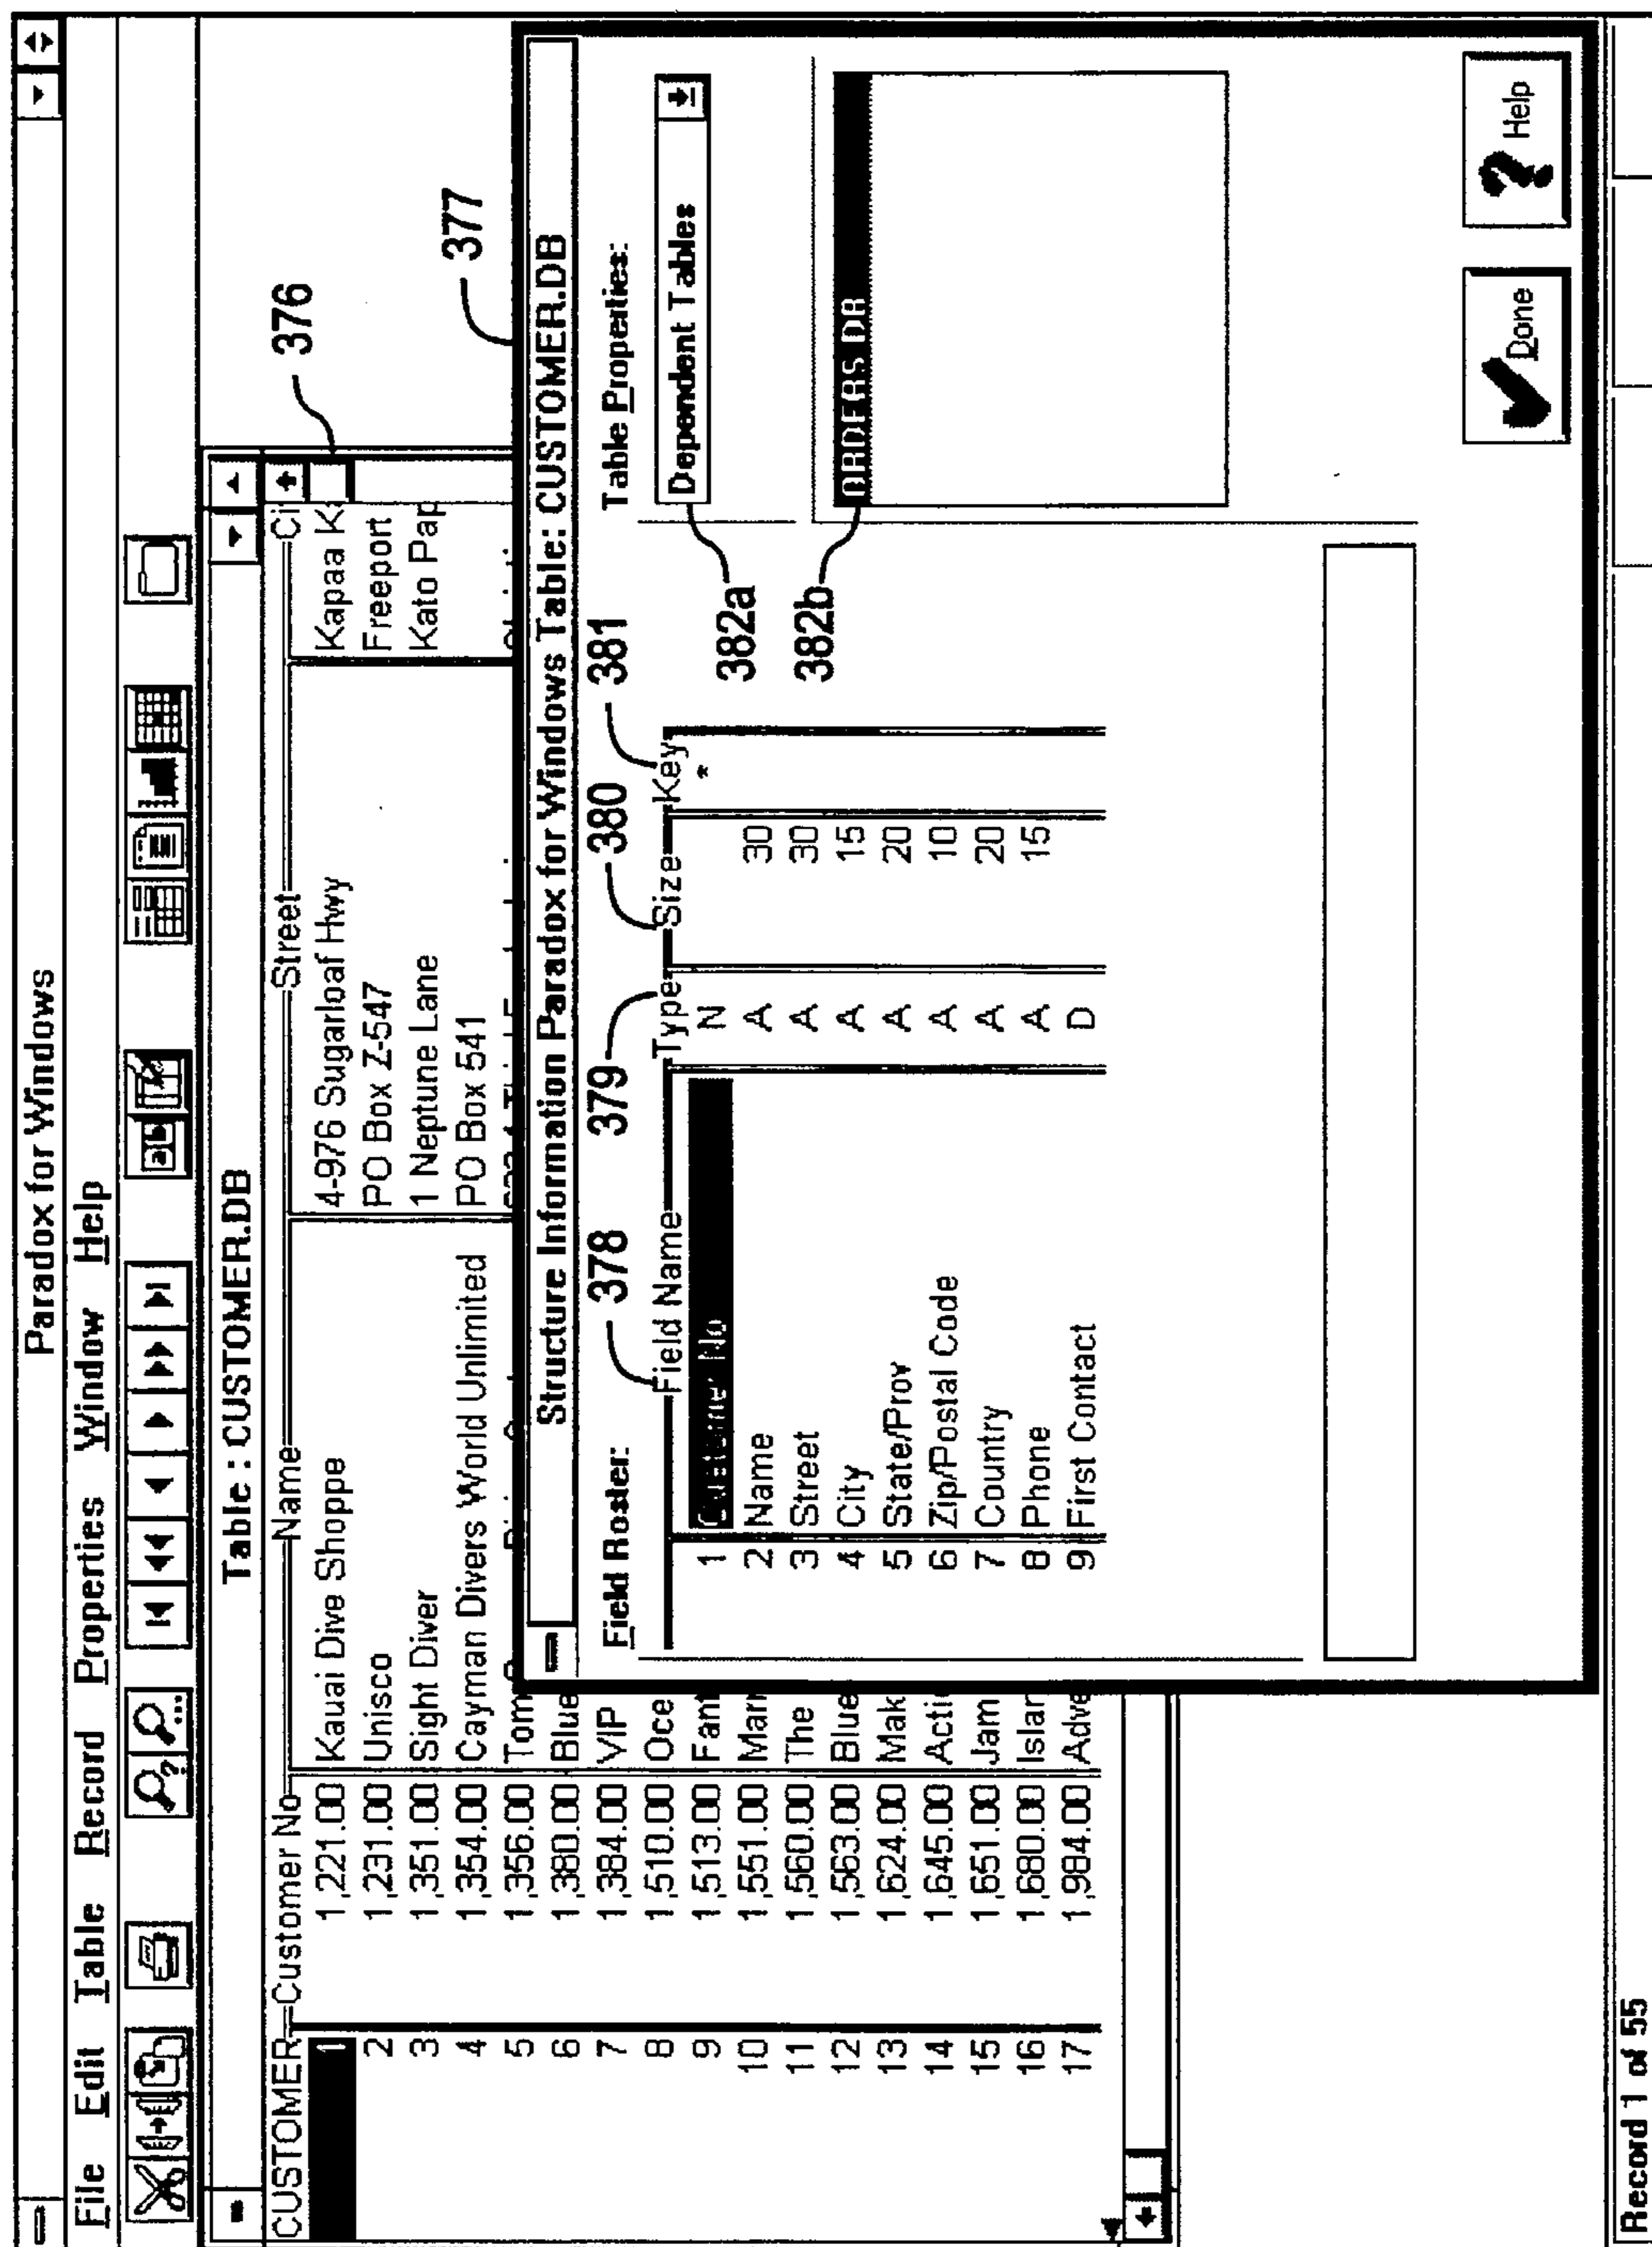 Paradox for Windows
File Edit Table Record Properties Window Help
Table : CUSTOMER.DB
CUSTOMER Customer No Name Street Ci
1 1,221.00 Kauai Dive Shoppe 4-976 Sugarloaf Hwy Kapaa K
2 1,231.00 Unisco PO Box Z-547 Freeport
3 1,351.00 Sight Diver 1 Neptune Lane Kato Pap
4 1,354.00 Cayman Divers World Unlimited PO Box 541
5 1,356.00 Tom
6 1,380.00 Blue
7 1,384.00 VIP
8 1,510.00 Oce
9 1,513.00 Fant
10 1,551.00 Marr
11 1,560.00 The
12 1,563.00 Blue
13 1,624.00 Mak
14 1,645.00 Acti
15 1,651.00 Jam
16 1,680.00 Islan
17 1,984.00 Adve
376
377
Structure Information Paradox for Windows Table: CUSTOMER.DB
Field Roster: 378 379 380 381 Table Properties:
Field Name Type Size Key
1 Customer No N *
2 Name A 30
3 Street A 30
4 City A 15
5 State/Prov A 20
6 Zip/Postal Code A 10
7 Country A 20
8 Phone A 15
9 First Contact D
Dependent Tables
382a
ORDERS.DB
382b
Done
? Help
Record 1 of 55